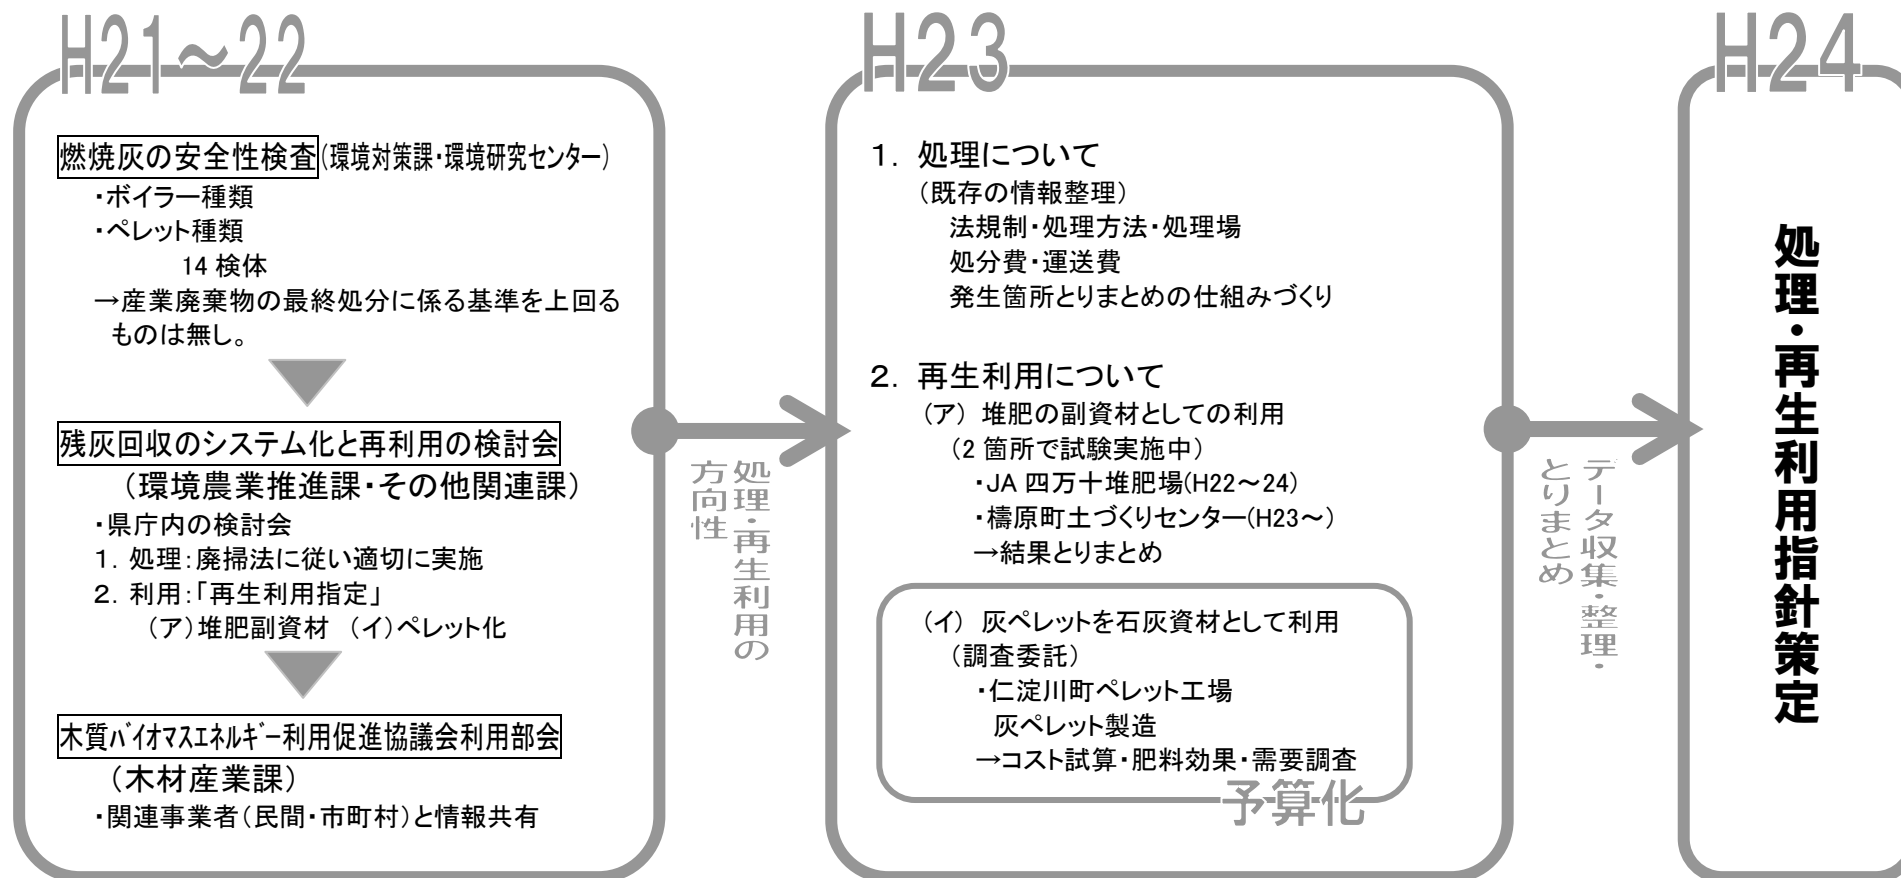 H21～22
燃焼灰の安全性検査(環境対策課・環境研究センター)
・ボイラー種類
・ペレット種類
14 検体
→産業廃棄物の最終処分に係る基準を上回る
ものは無し。
残灰回収のシステム化と再利用の検討会
（環境農業推進課・その他関連課）
・県庁内の検討会
1．処理：廃掃法に従い適切に実施
2．利用：「再生利用指定」
（ア）堆肥副資材　（イ）ペレット化
木質ﾊﾞｲｵﾏｽｴﾈﾙｷﾞｰ利用促進協議会利用部会
（木材産業課）
・関連事業者（民間・市町村）と情報共有
処理・再生利用の
方向性
H23
1．処理について
（既存の情報整理）
法規制・処理方法・処理場
処分費・運送費
発生箇所とりまとめの仕組みづくり
2．再生利用について
（ア）堆肥の副資材としての利用
（2 箇所で試験実施中）
・JA 四万十堆肥場(H22～24)
・檮原町土づくりセンター(H23～)
→結果とりまとめ
（イ）灰ペレットを石灰資材として利用
（調査委託）
・仁淀川町ペレット工場
灰ペレット製造
→コスト試算・肥料効果・需要調査
予算化
データ収集・整理・
とりまとめ
H24
処理・再生利用指針策定